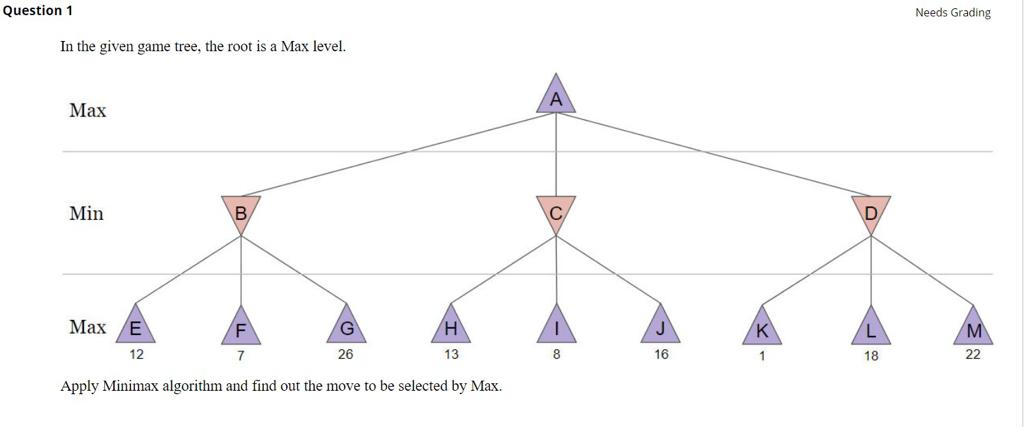 Question 1
Needs Grading
In the given game tree, the root is a Max level.
Max
A
Min
B
C
D
Max
E
F
G
H
I
J
K
L
M
12
7
26
13
8
16
1
18
22
Apply Minimax algorithm and find out the move to be selected by Max.